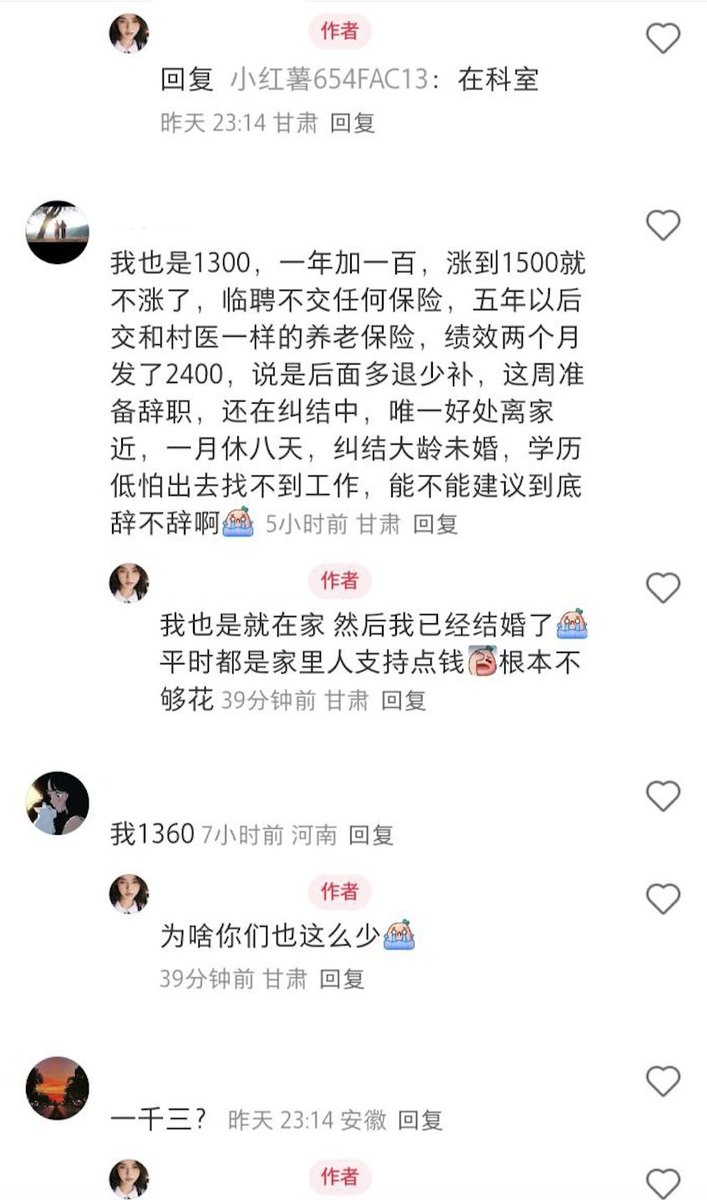 作者
回复 小红薯654FAC13：在科室
昨天 23:14 甘肃 回复
我也是1300，一年加一百，涨到1500就
不涨了，临聘不交任何保险，五年以后
交和村医一样的养老保险，绩效两个月
发了2400，说是后面多退少补，这周准
备辞职，还在纠结中，唯一好处离家
近，一月休八天，纠结大龄未婚，学历
低怕出去找不到工作，能不能建议到底
辞不辞啊 5小时前 甘肃 回复
作者
我也是就在家 然后我已经结婚了
平时都是家里人支持点钱根本不
够花 39分钟前 甘肃 回复
我1360 7小时前 河南 回复
作者
为啥你们也这么少
39分钟前 甘肃 回复
一千三？ 昨天 23:14 安徽 回复
作者